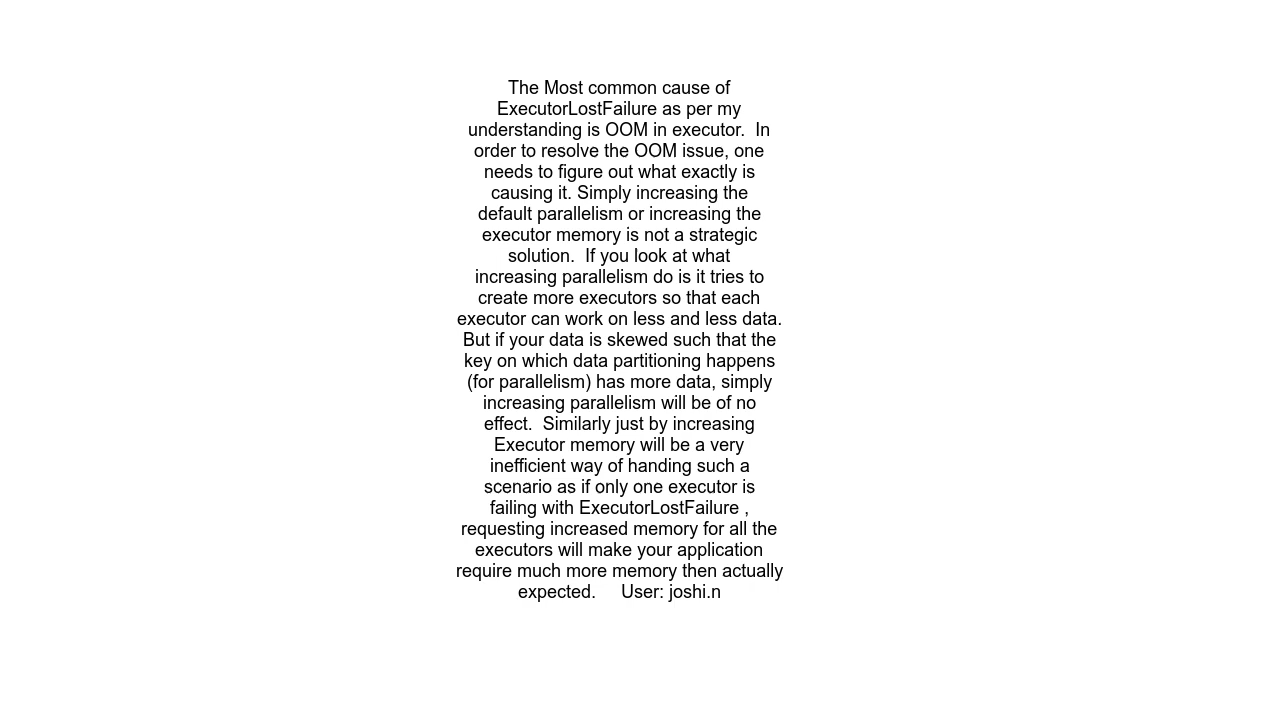 The Most common cause of
ExecutorLostFailure as per my
understanding is OOM in executor.  In
order to resolve the OOM issue, one
needs to figure out what exactly is
causing it. Simply increasing the
default parallelism or increasing the
executor memory is not a strategic
solution.  If you look at what
increasing parallelism do is it tries to
create more executors so that each
executor can work on less and less data.
But if your data is skewed such that the
key on which data partitioning happens
(for parallelism) has more data, simply
increasing parallelism will be of no
effect.  Similarly just by increasing
Executor memory will be a very
inefficient way of handing such a
scenario as if only one executor is
failing with ExecutorLostFailure ,
requesting increased memory for all the
executors will make your application
require much more memory then actually
expected.     User: joshi.n